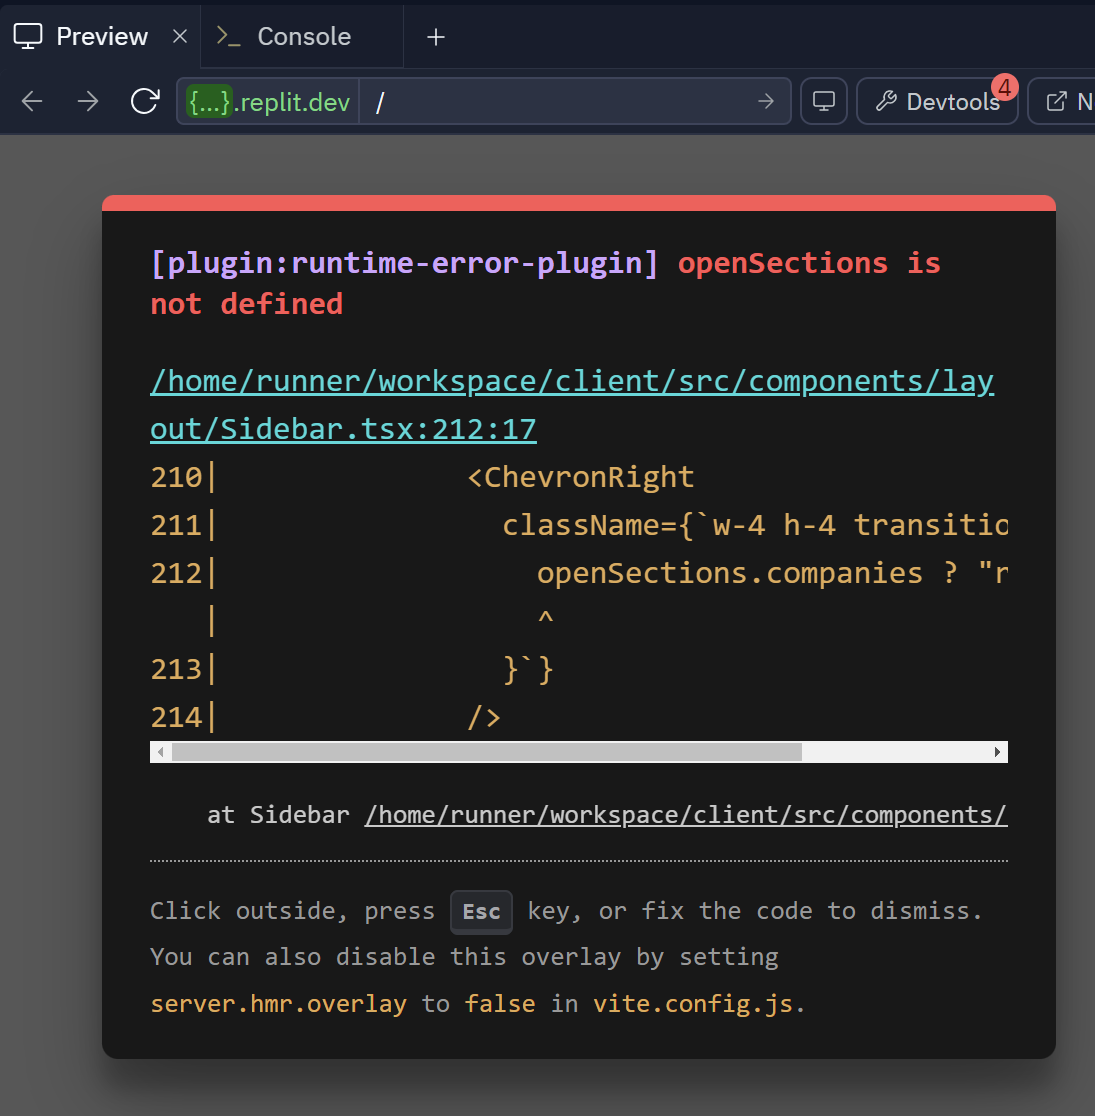 Preview
Console
{...}.replit.dev /
Devtools 4
N
[plugin:runtime-error-plugin] openSections is
not defined
/home/runner/workspace/client/src/components/lay
out/Sidebar.tsx:212:17
210| <ChevronRight
211| className={`w-4 h-4 transitio
212| openSections.companies ? "r
| ^
213| }`}
214| />
at Sidebar /home/runner/workspace/client/src/components/
Click outside, press Esc key, or fix the code to dismiss.
You can also disable this overlay by setting
server.hmr.overlay to false in vite.config.js.